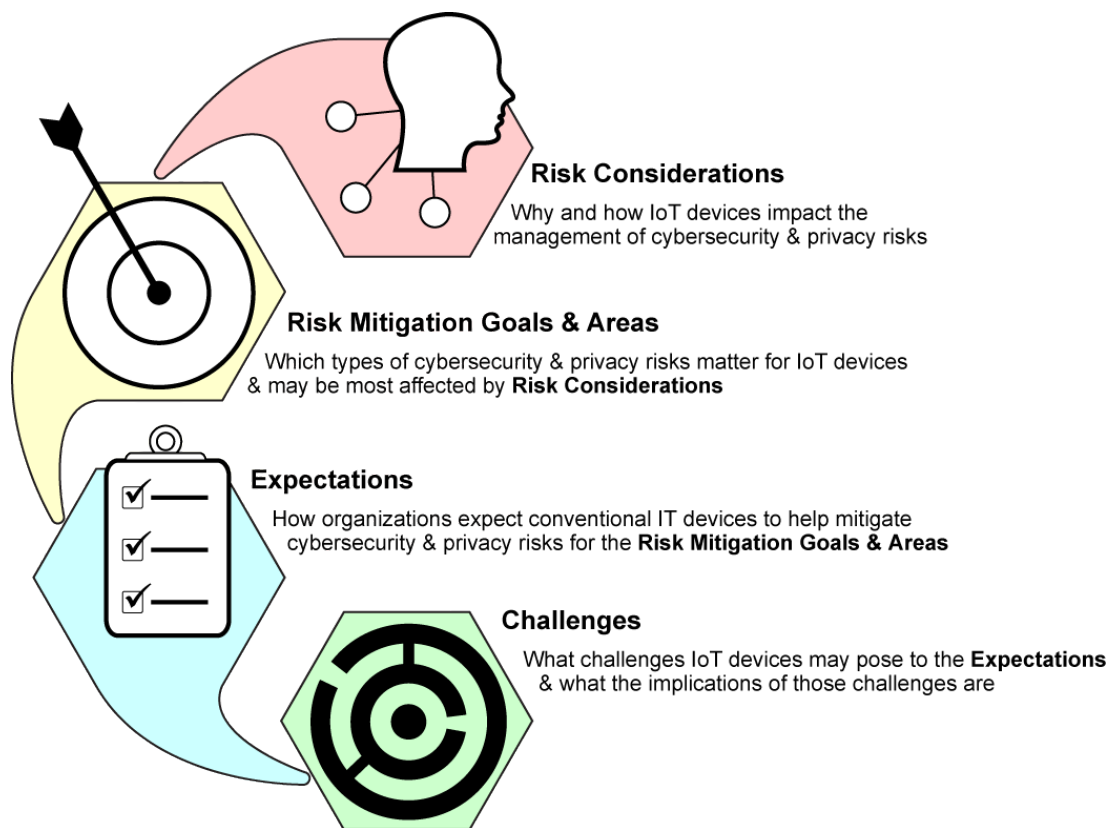 Risk Considerations
Why and how IoT devices impact the
management of cybersecurity & privacy risks
Risk Mitigation Goals & Areas
Which types of cybersecurity & privacy risks matter for IoT devices
& may be most affected by Risk Considerations
Expectations
How organizations expect conventional IT devices to help mitigate
cybersecurity & privacy risks for the Risk Mitigation Goals & Areas
Challenges
What challenges IoT devices may pose to the Expectations
& what the implications of those challenges are